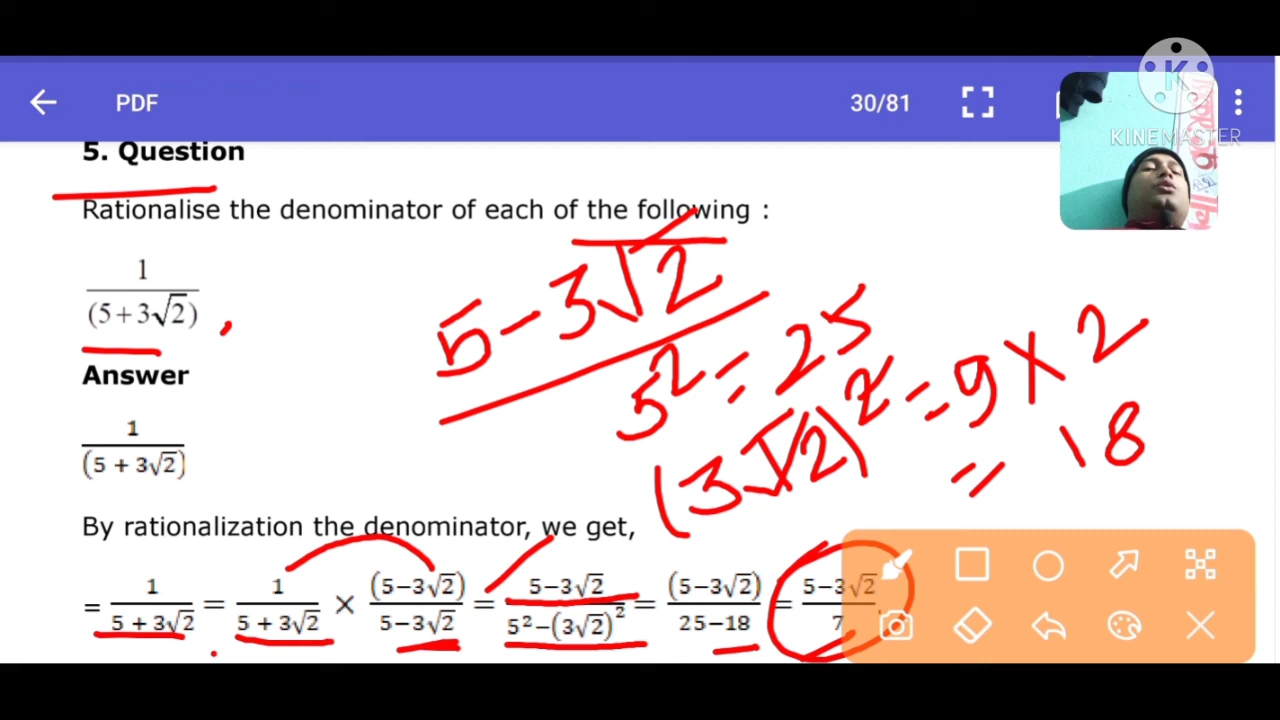 PDF
30/81
K
KINEMASTER
5. Question
Rationalise the denominator of each of the following :
1/(5+3√2) ,
5-3√2
5² = 25
(3√2)² = 9 × 2
= 18
Answer
1/(5 + 3√2)
By rationalization the denominator, we get,
= 1/(5 + 3√2) = 1/(5 + 3√2) × (5−3√2)/(5−3√2) = (5−3√2)/(5²−(3√2)²) = (5−3√2)/(25−18) = (5−3√2)/7